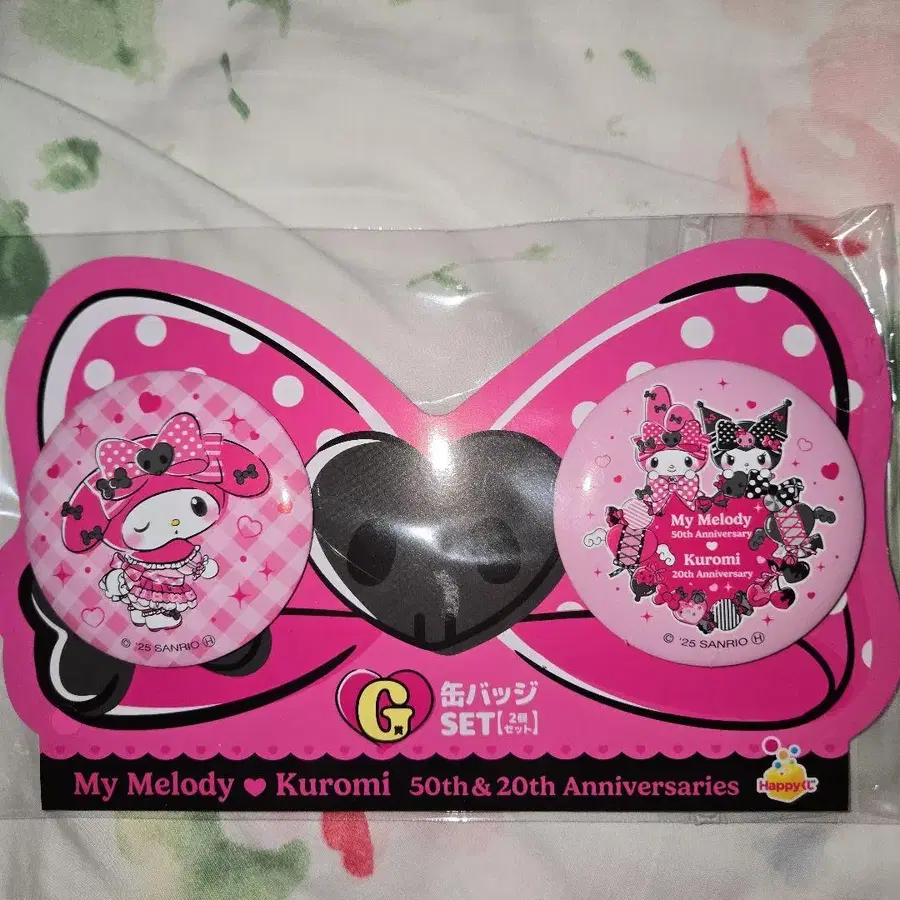 My Melody
50th Anniversary
Kuromi
20th Anniversary
© '25 SANRIO Ⓗ
© '25 SANRIO Ⓗ
G賞
缶バッジ
SET【2個セット】
My Melody ♥ Kuromi 50th & 20th Anniversaries
Happyくじ